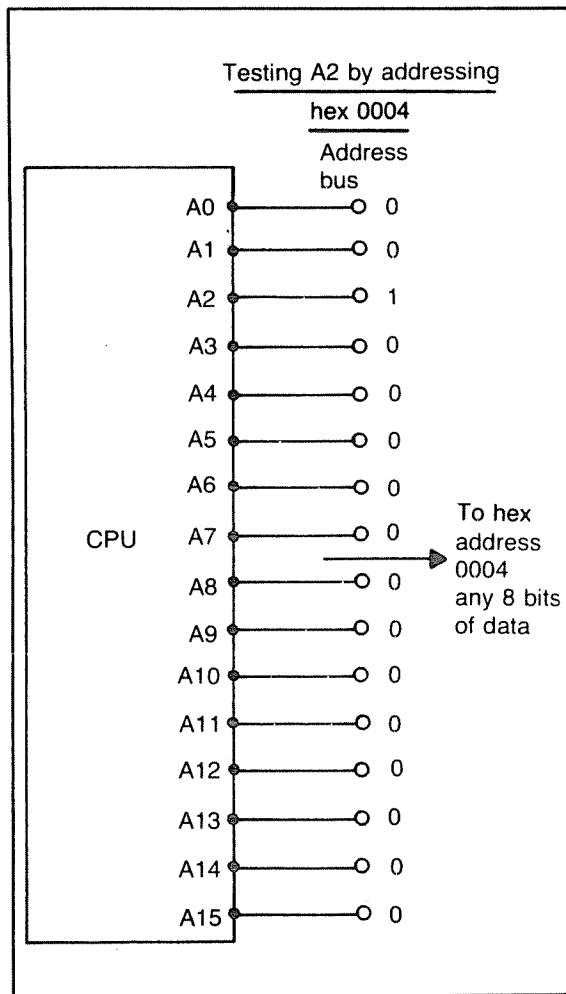 Testing A2 by addressing
hex 0004
Address
bus
A0 0
A1 0
A2 1
A3 0
A4 0
A5 0
A6 0
A7 0
CPU
To hex
address
0004
any 8 bits
of data
A8 0
A9 0
A10 0
A11 0
A12 0
A13 0
A14 0
A15 0